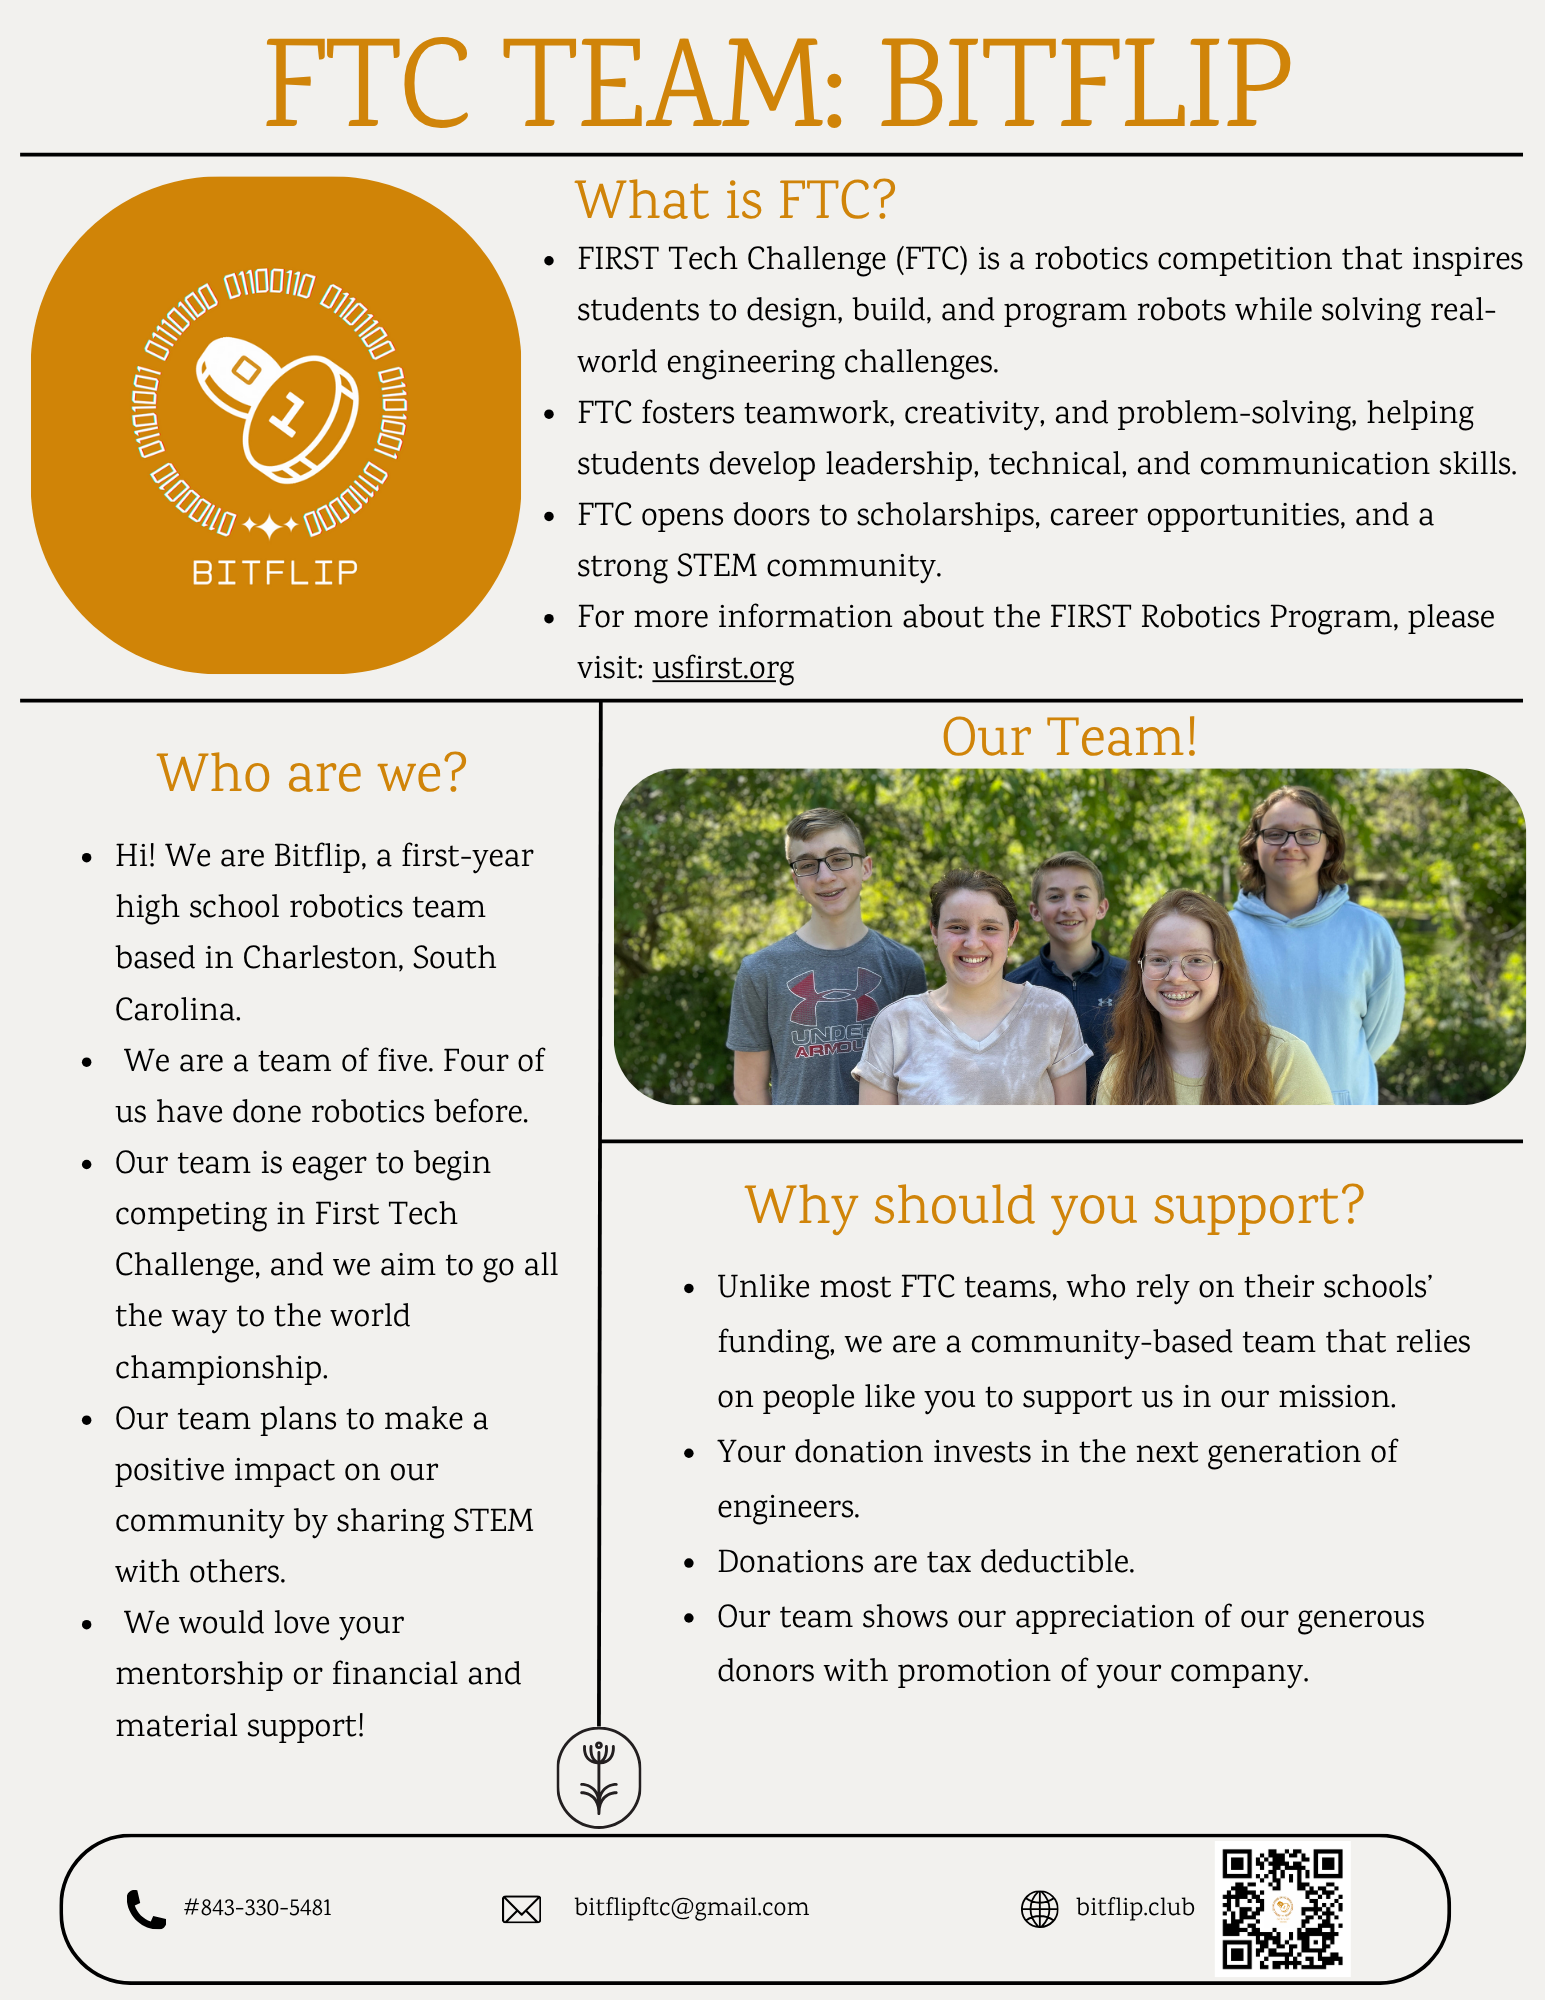 FTC TEAM: BITFLIP
01000010 01101001 01110100 01100110 01101100 01101001 01110000
0
1
BITFLIP
What is FTC?
• FIRST Tech Challenge (FTC) is a robotics competition that inspires
students to design, build, and program robots while solving real-
world engineering challenges.
• FTC fosters teamwork, creativity, and problem-solving, helping
students develop leadership, technical, and communication skills.
• FTC opens doors to scholarships, career opportunities, and a
strong STEM community.
• For more information about the FIRST Robotics Program, please
visit: usfirst.org
Who are we?
• Hi! We are Bitflip, a first-year
high school robotics team
based in Charleston, South
Carolina.
• We are a team of five. Four of
us have done robotics before.
• Our team is eager to begin
competing in First Tech
Challenge, and we aim to go all
the way to the world
championship.
• Our team plans to make a
positive impact on our
community by sharing STEM
with others.
• We would love your
mentorship or financial and
material support!
Our Team!
UNDER
ARMOU
Why should you support?
• Unlike most FTC teams, who rely on their schools’
funding, we are a community-based team that relies
on people like you to support us in our mission.
• Your donation invests in the next generation of
engineers.
• Donations are tax deductible.
• Our team shows our appreciation of our generous
donors with promotion of your company.
#843-330-5481
bitflipftc@gmail.com
bitflip.club